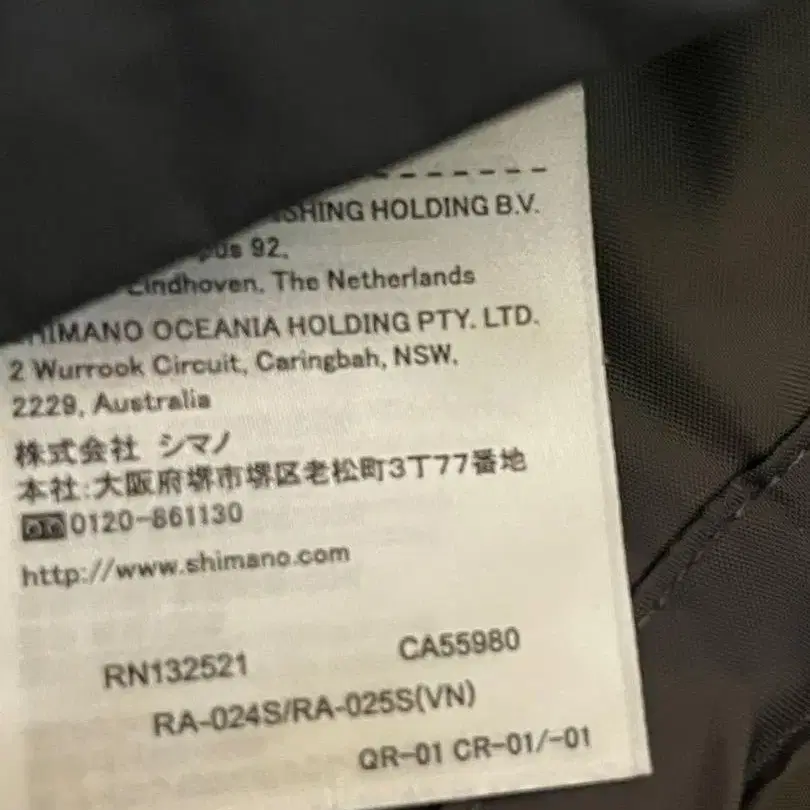 SHING HOLDING B.V.
92,
Eindhoven, The Netherlands
SHIMANO OCEANIA HOLDING PTY. LTD.
2 Wurrook Circuit, Caringbah, NSW,
2229, Australia
株式会社 シマノ
本社:大阪府堺市堺区老松町3丁77番地
0120-861130
http://www.shimano.com
RN132521 CA55980
RA-024S/RA-025S(VN)
QR-01 CR-01/-01